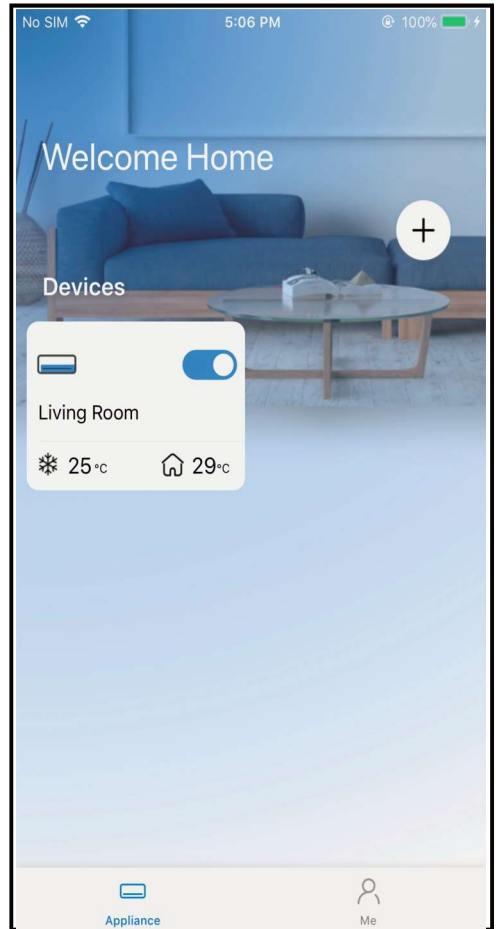 No SIM 5:06 PM 100%
Welcome Home
+
Devices
Living Room
25°C 29°C
Appliance Me